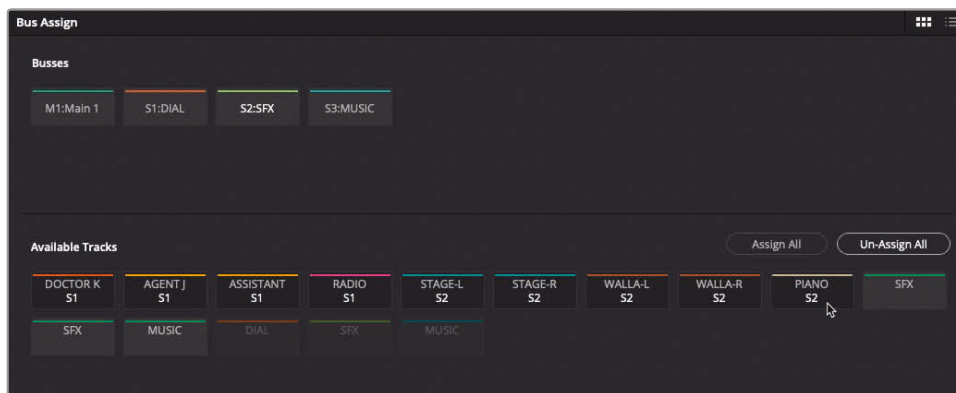 Bus Assign
Busses
M1:Main 1 S1:DIAL S2:SFX S3:MUSIC
Available Tracks Assign All Un-Assign All
DOCTOR K AGENT J ASSISTANT RADIO STAGE-L STAGE-R WALLA-L WALLA-R PIANO SFX
S1 S1 S1 S1 S2 S2 S2 S2 S2
SFX MUSIC DIAL SFX MUSIC